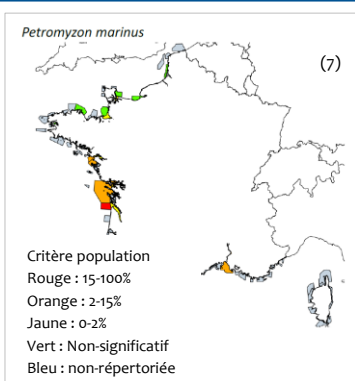 Petromyzon marinus
(7)
Critère population
Rouge : 15-100%
Orange : 2-15%
Jaune : 0-2%
Vert : Non-significatif
Bleu : non-répertoriée